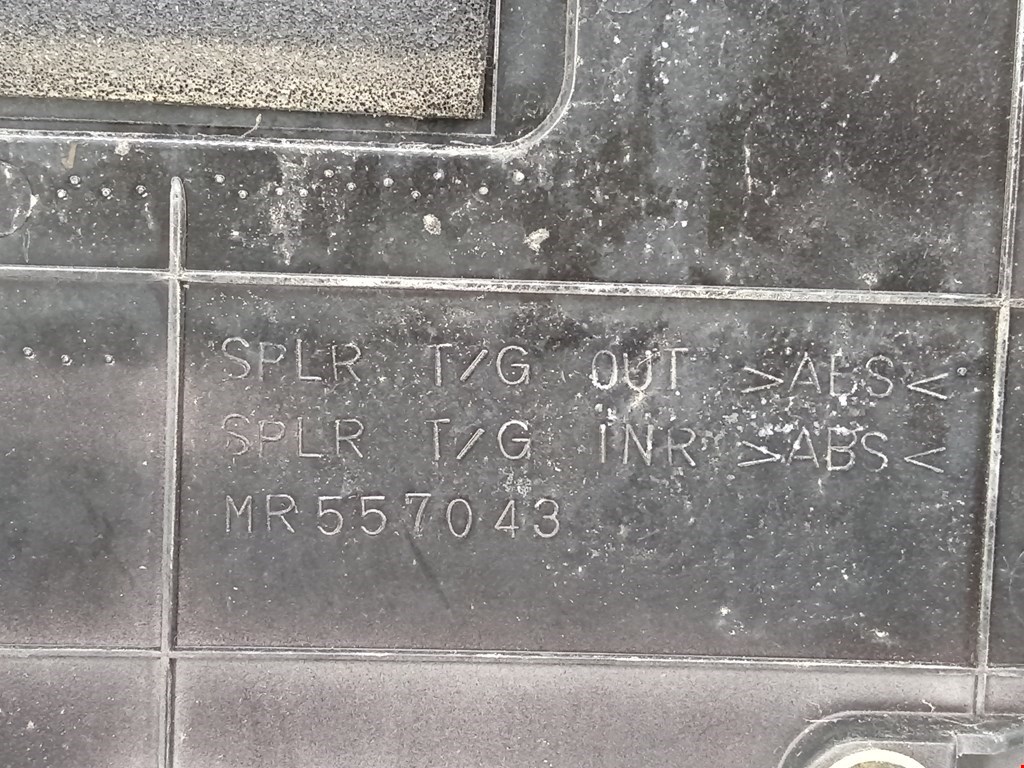 SPLR T/G OUT >ABS<
SPLR T/G INR >ABS<
MR557043